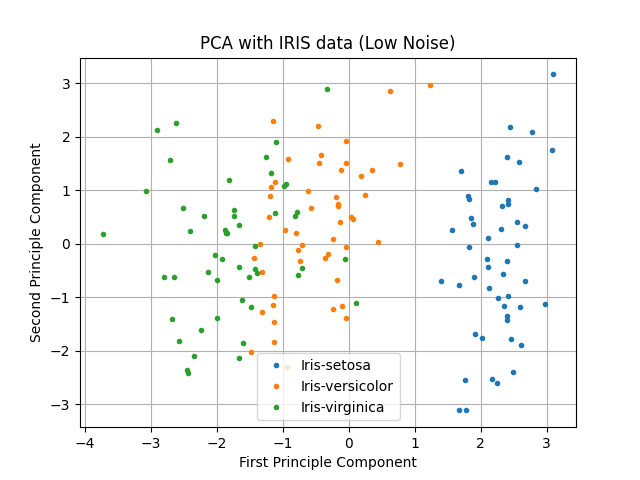 PCA with IRIS data (Low Noise)
Second Principle Component
3
2
1
0
−1
−2
−3
Iris-setosa
Iris-versicolor
Iris-virginica
−4 −3 −2 −1 0 1 2 3
First Principle Component